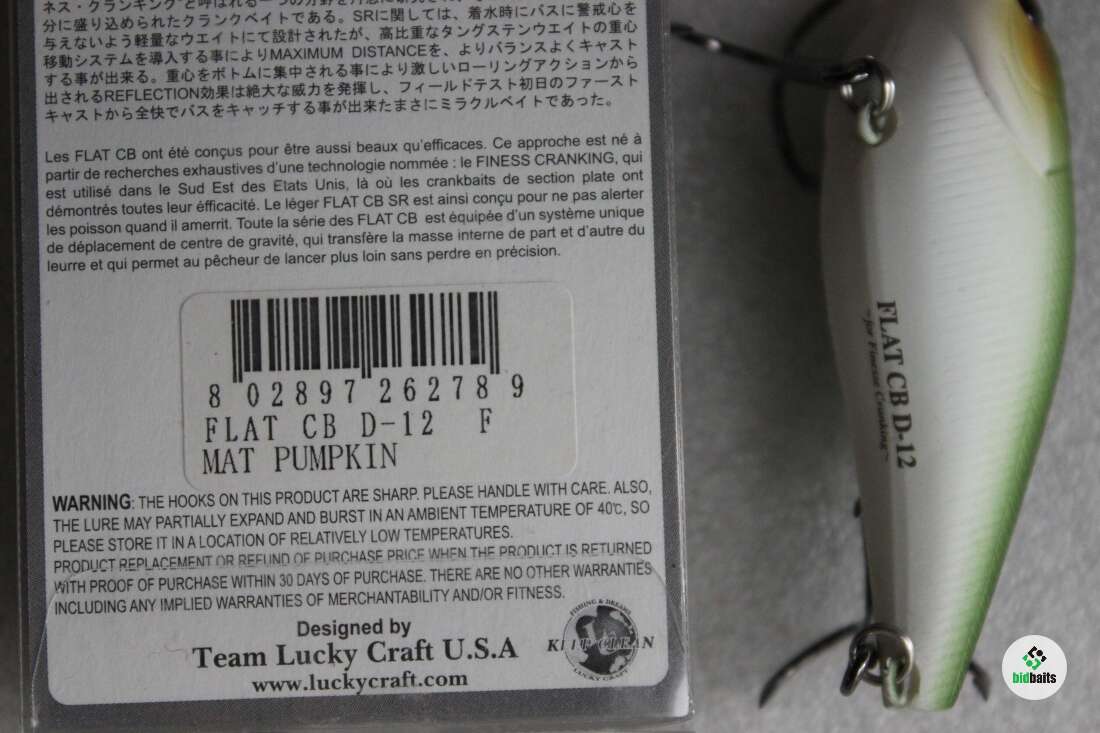 ネス・クランキング"と呼ばれる一つの分野を丹念に研究され、
分に盛り込められたクランクベイトである。SRに関しては、着水時にバスに警戒心を
与えないよう軽量なウエイトにて設計されたが、高比重なタングステンウエイトの重心
移動システムを導入する事によりMAXIMUM DISTANCEを、よりバランスよくキャスト
する事が出来る。重心をボトムに集中される事により激しいローリングアクションから
出されるREFLECTION効果は絶大な威力を発揮し、フィールドテスト初日のファースト
キャストから全快でバスをキャッチする事が出来たまさにミラクルベイトであった。
Les FLAT CB ont été conçus pour être aussi beaux qu'efficaces. Ce approche est né à
partir de recherches exhaustives d'une technologie nommée : le FINESS CRANKING, qui
est utilisé dans le Sud Est des Etats Unis, là où les crankbaits de section plate ont
démontrés toutes leur éfficacité. Le léger FLAT CB SR est ainsi conçu pour ne pas alerter
les poisson quand il amerrit. Toute la série des FLAT CB est équipée d'un système unique
de déplacement de centre de gravité, qui transfère la masse interne de part et d'autre du
leurre et qui permet au pêcheur de lancer plus loin sans perdre en précision.
8 02897 26278 9
FLAT CB D-12 F
MAT PUMPKIN
WARNING: THE HOOKS ON THIS PRODUCT ARE SHARP. PLEASE HANDLE WITH CARE. ALSO,
THE LURE MAY PARTIALLY EXPAND AND BURST IN AN AMBIENT TEMPERATURE OF 40℃, SO
PLEASE STORE IT IN A LOCATION OF RELATIVELY LOW TEMPERATURES.
PRODUCT REPLACEMENT OR REFUND OF PURCHASE PRICE WHEN THE PRODUCT IS RETURNED
WITH PROOF OF PURCHASE WITHIN 30 DAYS OF PURCHASE. THERE ARE NO OTHER WARRANTIES
INCLUDING ANY IMPLIED WARRANTIES OF MERCHANTABILITY AND/OR FITNESS.
Designed by
Team Lucky Craft U.S.A
www.luckycraft.com
FISHING & DREAMS
KEEP CLEAN
LUCKY CRAFT
FLAT CB D-12
~for Finesse Cranking~
bidbaits